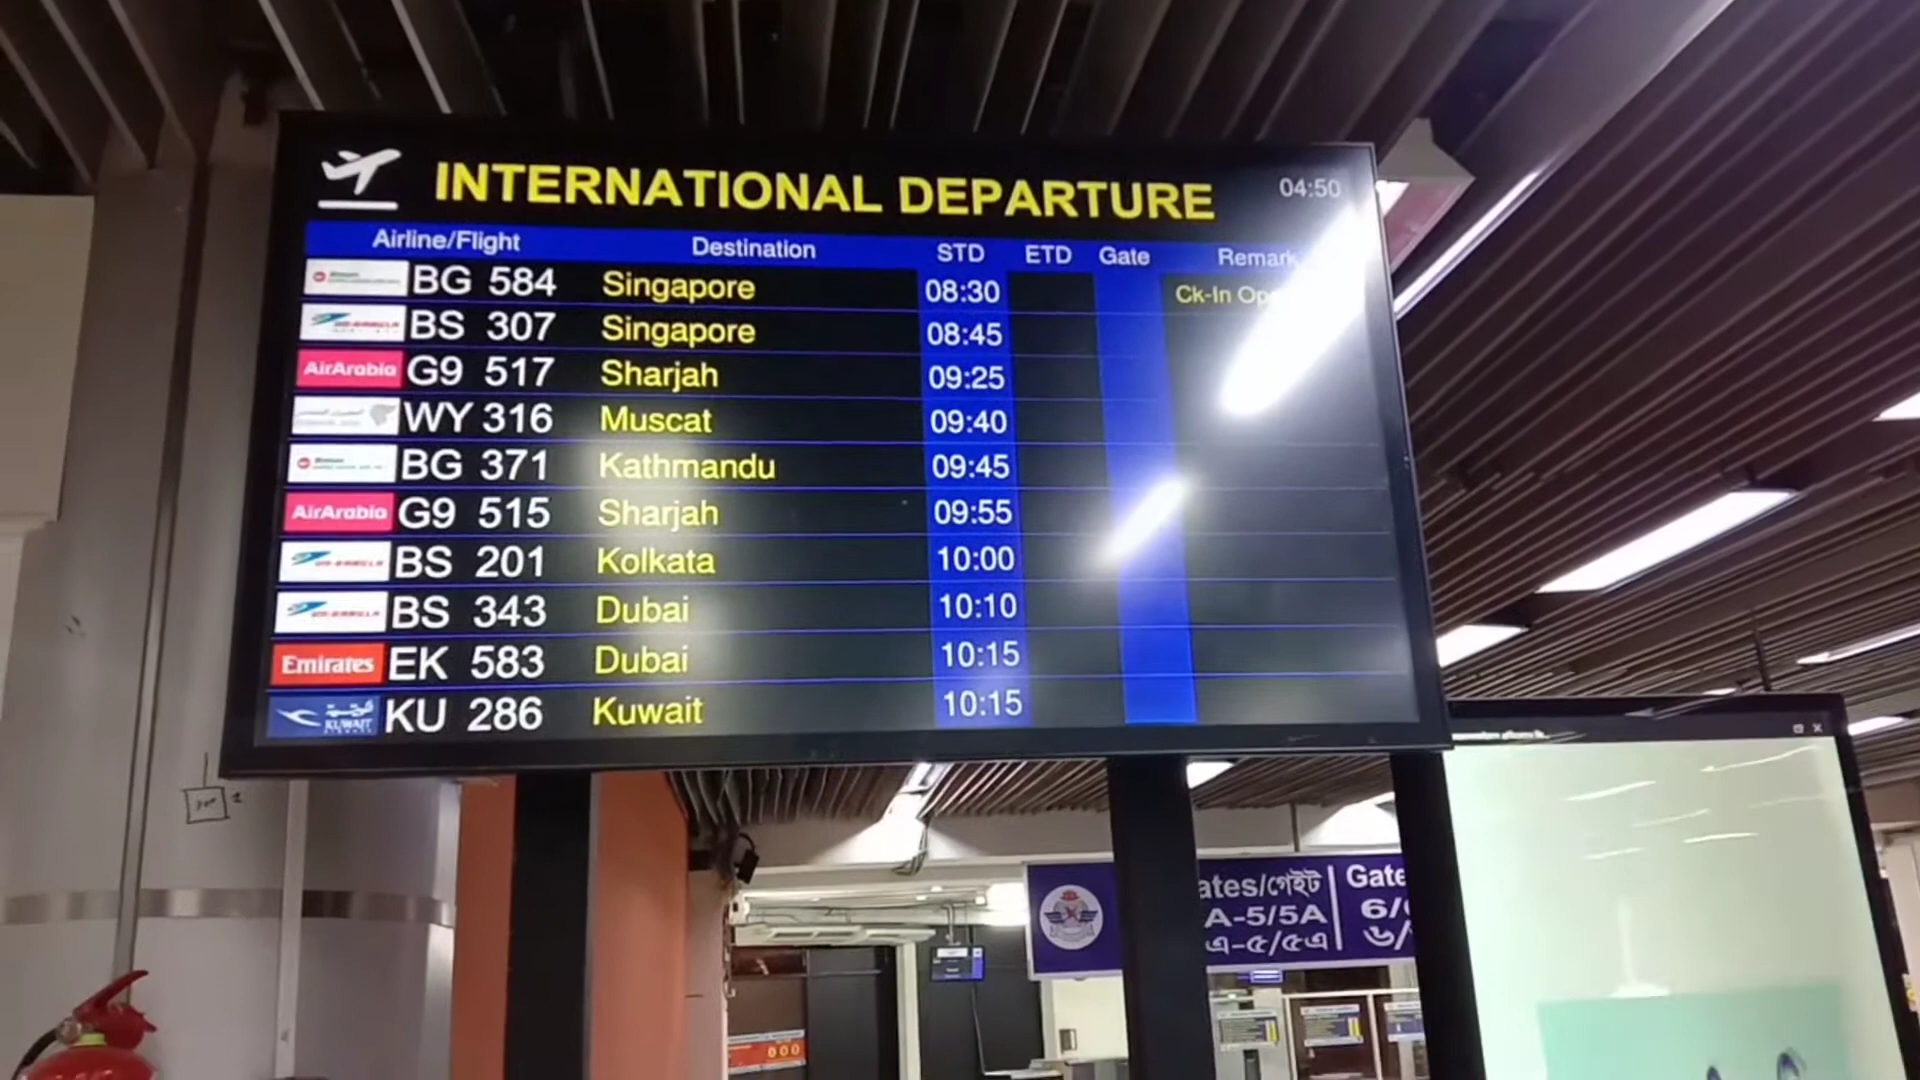 INTERNATIONAL DEPARTURE 04:50
Airline/Flight Destination STD ETD Gate Remark
BG 584 Singapore 08:30 Ck-In
BS 307 Singapore 08:45
AirArabia G9 517 Sharjah 09:25
WY 316 Muscat 09:40
BG 371 Kathmandu 09:45
AirArabia G9 515 Sharjah 09:55
BS 201 Kolkata 10:00
BS 343 Dubai 10:10
Emirates EK 583 Dubai 10:15
KUWAIT AIRWAYS KU 286 Kuwait 10:15
ates/গেইট Gate
A-5/5A 6/
এ-৫/৫এ ৬/